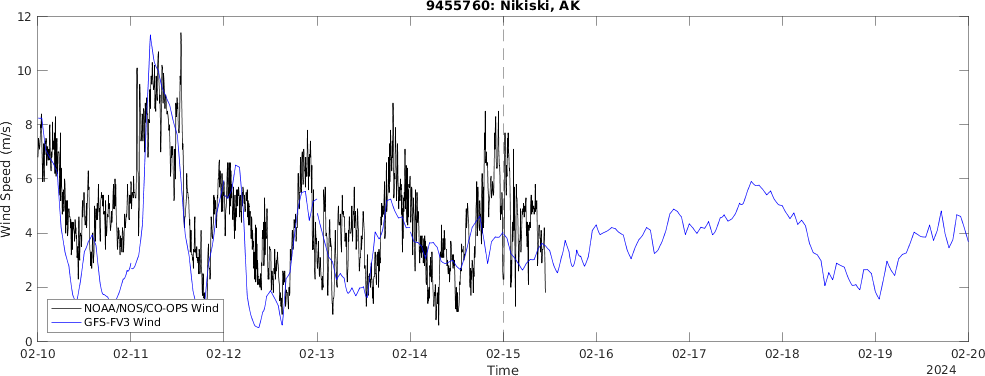 9455760: Nikiski, AK
Wind Speed (m/s)
12
10
8
6
4
2
0
NOAA/NOS/CO-OPS Wind
GFS-FV3 Wind
02-10 02-11 02-12 02-13 02-14 02-15 02-16 02-17 02-18 02-19 02-20
Time
2024